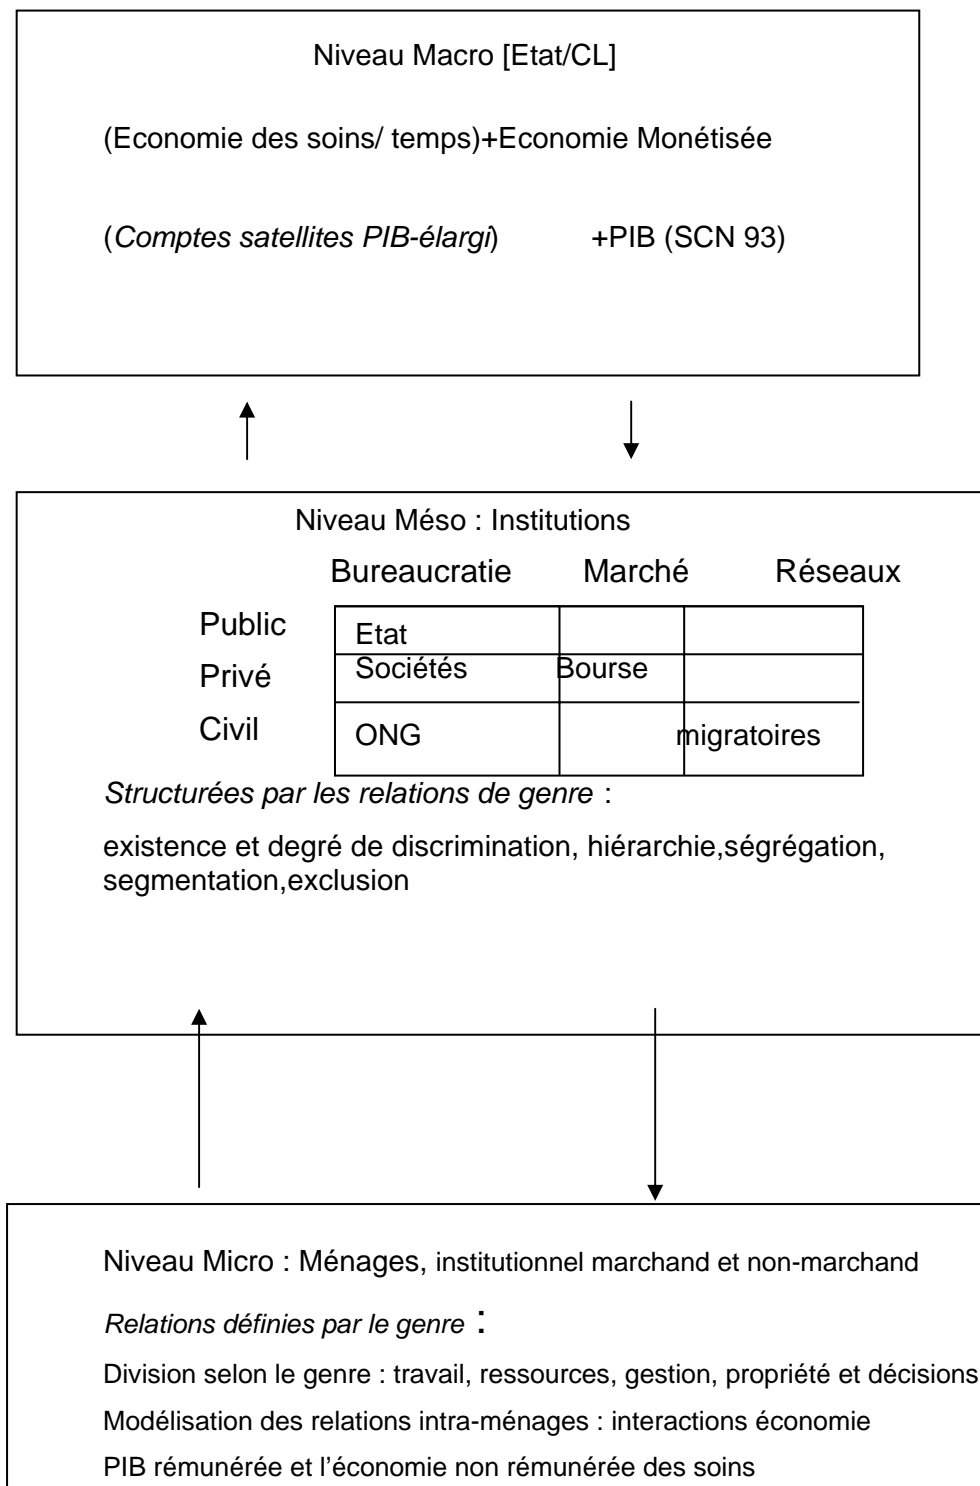 Niveau Macro [Etat/CL]
(Economie des soins/ temps)+Economie Monétisée
(Comptes satellites PIB-élargi) +PIB (SCN 93)
Niveau Méso : Institutions
Bureaucratie Marché Réseaux
Public Etat
Privé Sociétés Bourse
Civil ONG migratoires
Structurées par les relations de genre :
existence et degré de discrimination, hiérarchie,ségrégation,
segmentation,exclusion
Niveau Micro : Ménages, institutionnel marchand et non-marchand
Relations définies par le genre :
Division selon le genre : travail, ressources, gestion, propriété et décisions
Modélisation des relations intra-ménages : interactions économie
PIB rémunérée et l’économie non rémunérée des soins